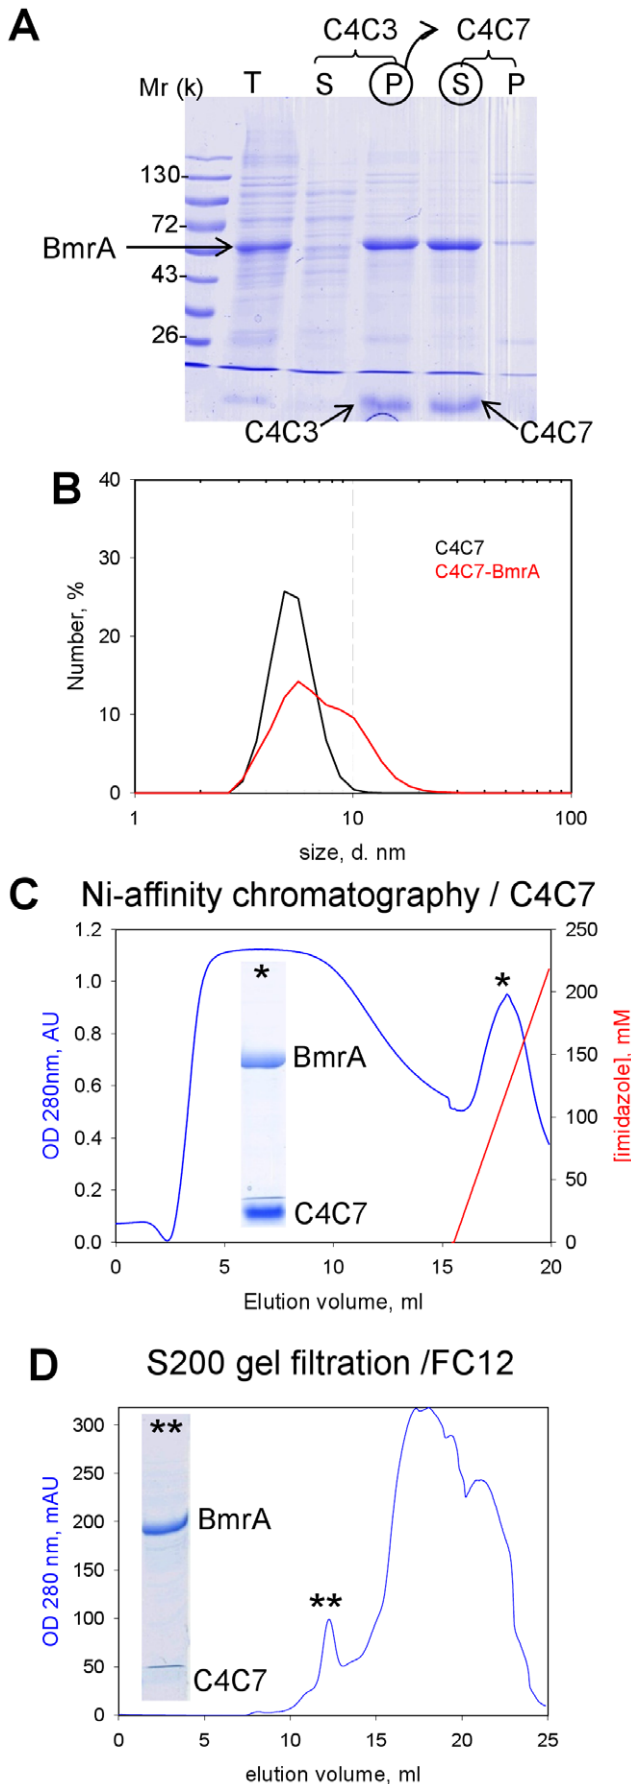 A
C4C3 C4C7
Mr (k) T S P S P
130-
72-
BmrA
43-
26-
C4C3 C4C7
B
40
30
20
10
0
Number, %
C4C7
C4C7-BmrA
1 10 100
size, d. nm
C Ni-affinity chromatography / C4C7
1.2 250
1.0 200
0.8 150
0.6 100
0.4 50
0.2 0
0.0
OD 280nm, AU
[imidazole], mM
* *
BmrA
C4C7
0 5 10 15 20
Elution volume, ml
D S200 gel filtration /FC12
300
250
200
150
100
50
0
OD 280 nm, mAU
**
BmrA
**
C4C7
0 5 10 15 20 25
elution volume, ml